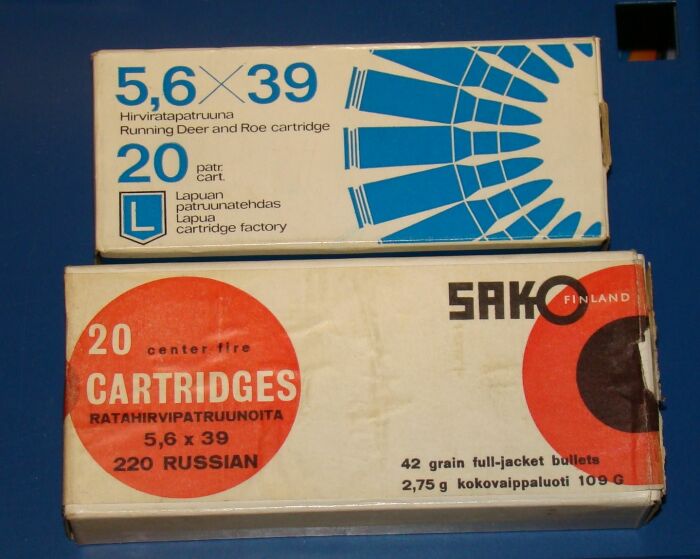 5,6×39
Hirviratapatruuna
Running Deer and Roe cartridge
20 patr.
cart.
L
Lapuan
patruunatehdas
Lapua
cartridge factory
SAKO
FINLAND
20 center fire
CARTRIDGES
RATAHIRVIPATRUUNOITA
5,6 x 39
220 RUSSIAN
42 grain full-jacket bullets
2,75 g kokovaippaluoti 109 G